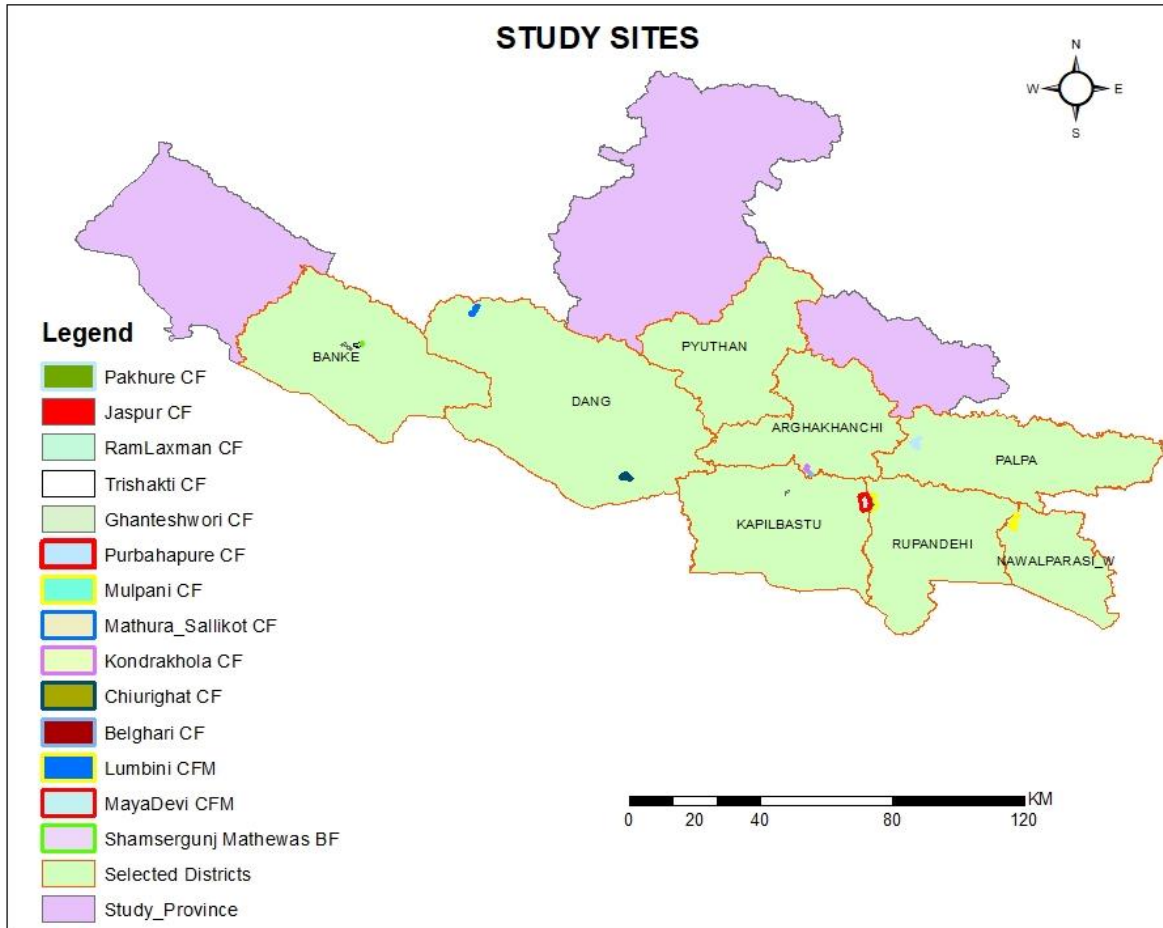 STUDY SITES
N
W E
S
BANKE
DANG
PYUTHAN
ARGHAKHANCHI
PALPA
KAPILBASTU
RUPANDEHI
NAWALPARASI_W
Legend
Pakhure CF
Jaspur CF
RamLaxman CF
Trishakti CF
Ghanteshwori CF
Purbahapure CF
Mulpani CF
Mathura_Sallikot CF
Kondrakhola CF
Chiurighat CF
Belghari CF
Lumbini CFM
MayaDevi CFM
Shamsergunj Mathewas BF
Selected Districts
Study_Province
KM
0 20 40 80 120